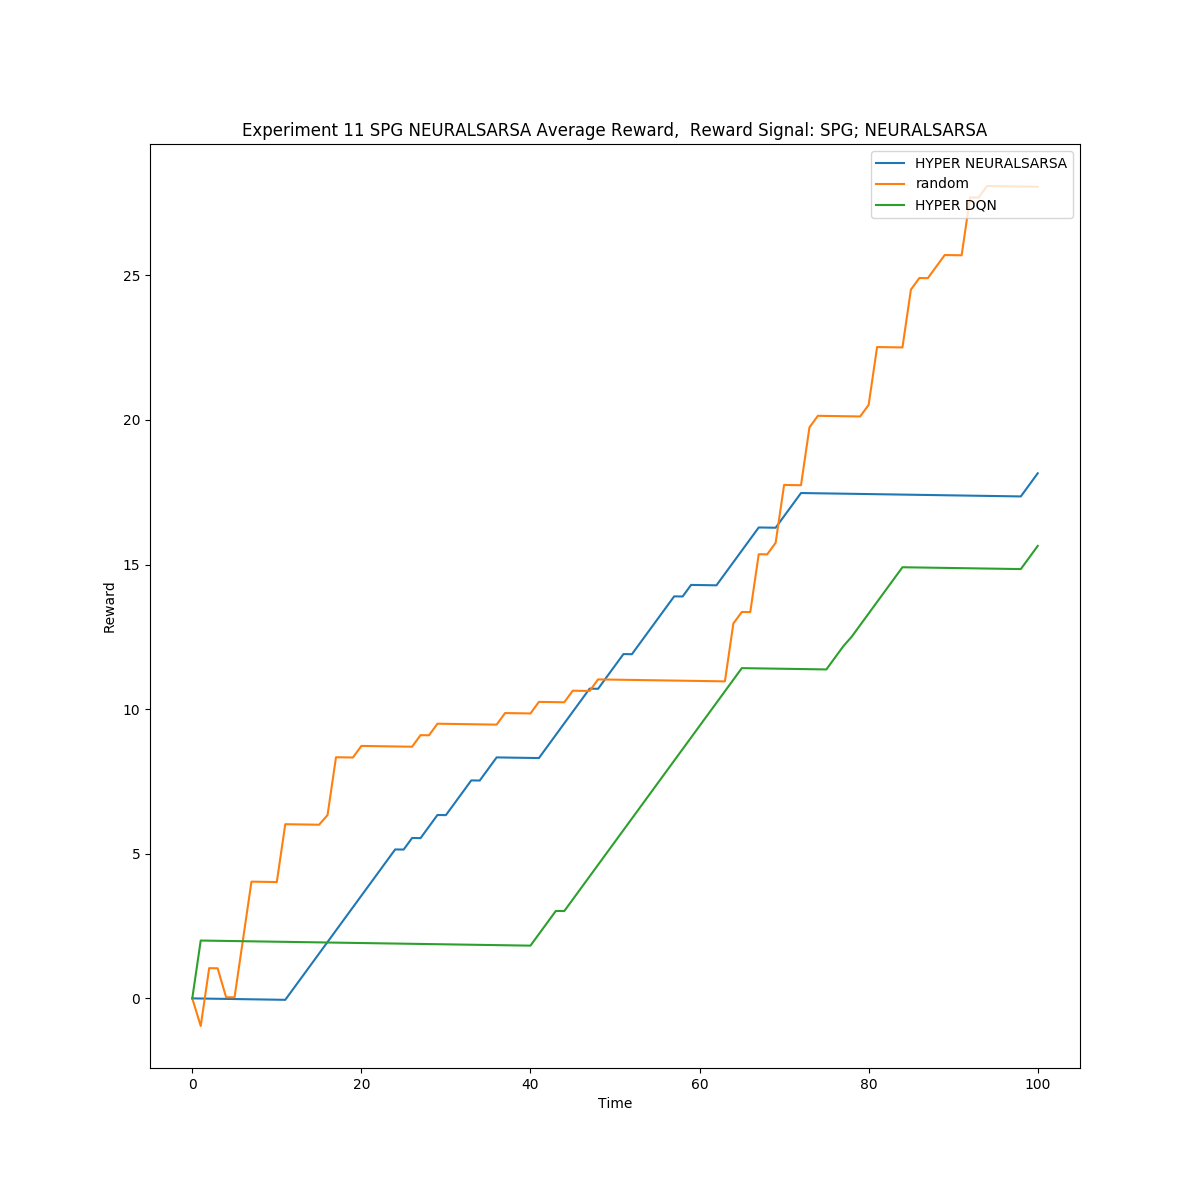 Experiment 11 SPG NEURALSARSA Average Reward,  Reward Signal: SPG; NEURALSARSA
HYPER NEURALSARSA
random
HYPER DQN
25
20
15
10
5
0
Reward
0 20 40 60 80 100
Time